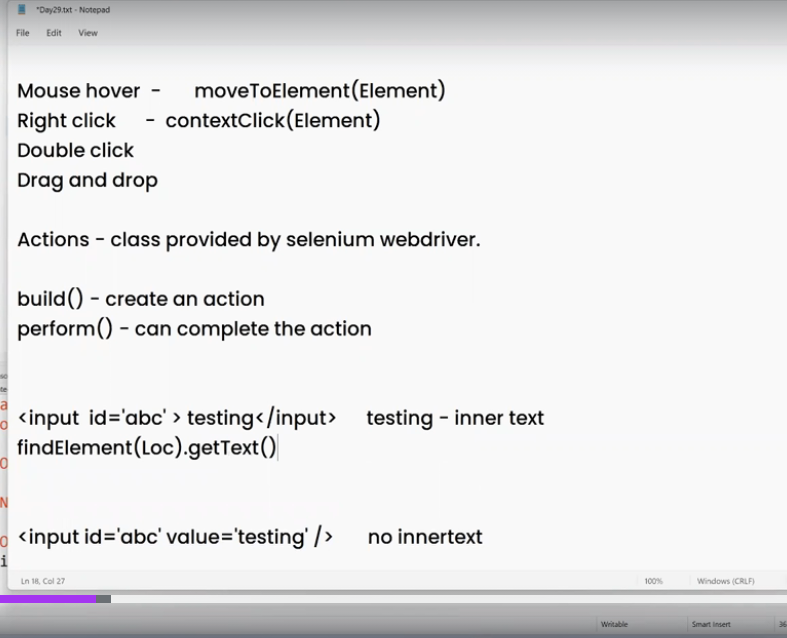 *Day29.txt - Notepad
File Edit View
Mouse hover - moveToElement(Element)
Right click - contextClick(Element)
Double click
Drag and drop
Actions - class provided by selenium webdriver.
build() - create an action
perform() - can complete the action
<input id='abc' > testing</input> testing - inner text
findElement(Loc).getText()
<input id='abc' value='testing' /> no innertext
Ln 16, Col 27 100% Windows (CRLF)
Writable Smart Insert